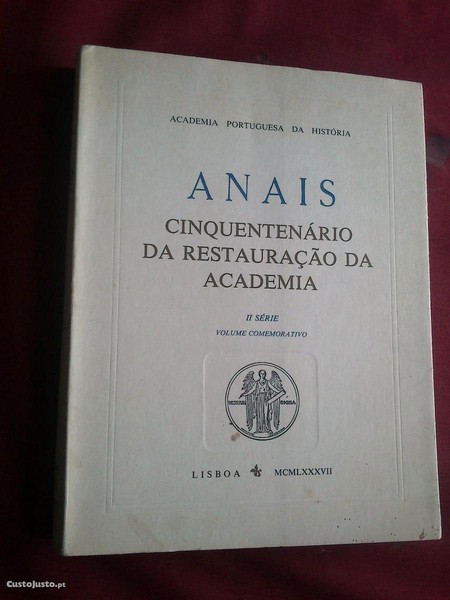 ACADEMIA PORTUGUESA DA HISTÓRIA
ANAIS
CINQUENTENÁRIO
DA RESTAURAÇÃO DA
ACADEMIA
II SÉRIE
VOLUME COMEMORATIVO
LISBOA MCMLXXXVII
CustoJusto.pt